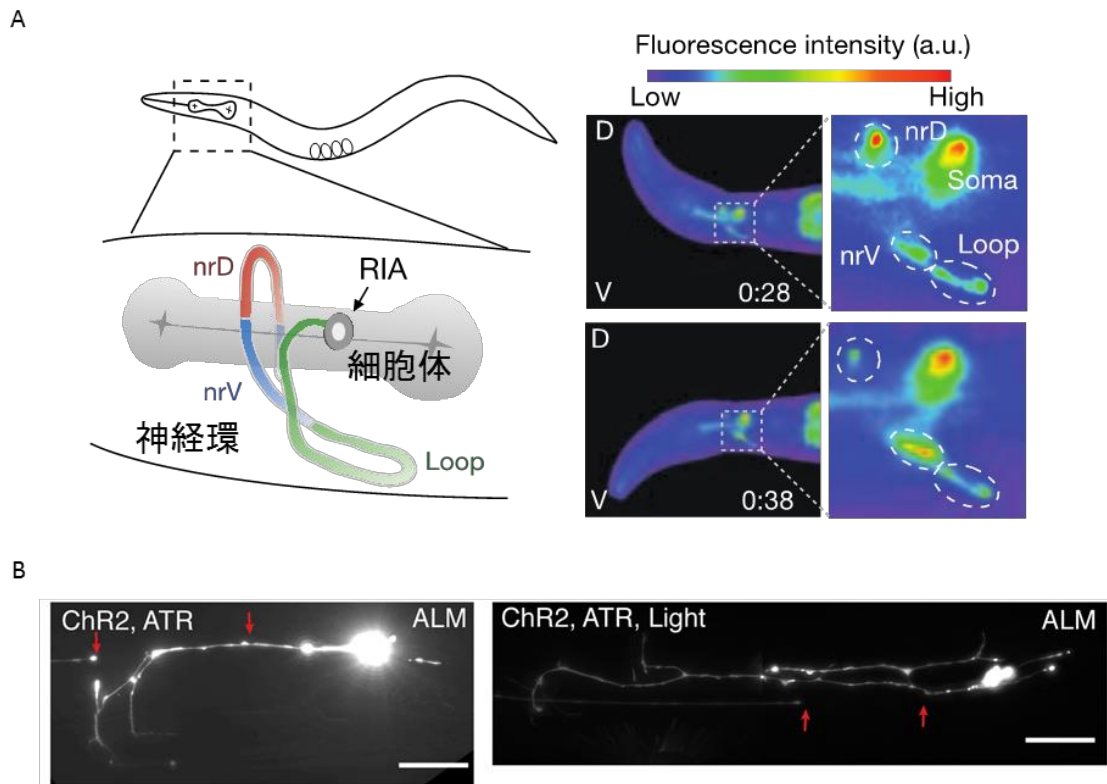 A
Fluorescence intensity (a.u.)
Low High
nrD
RIA
細胞体
nrV
神経環
Loop
D
V
0:28
nrD
Soma
nrV
Loop
D
V
0:38
B
ChR2, ATR
ALM
ChR2, ATR, Light
ALM